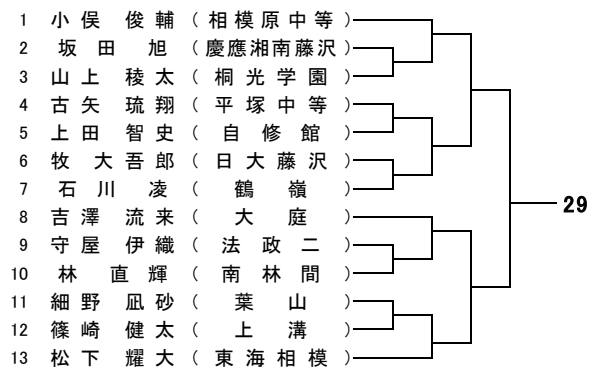 1 小俣 俊輔 (相模原中等)
2 坂田 旭 (慶應湘南藤沢)
3 山上 稜太 (桐光学園)
4 古矢 琉翔 (平塚中等)
5 上田 智史 (自修館)
6 牧 大吾郎 (日大藤沢)
7 石川 凌 (鶴嶺)
29
8 吉澤 流来 (大庭)
9 守屋 伊織 (法政二)
10 林 直輝 (南林間)
11 細野 凪砂 (葉山)
12 篠崎 健太 (上溝)
13 松下 耀大 (東海相模)